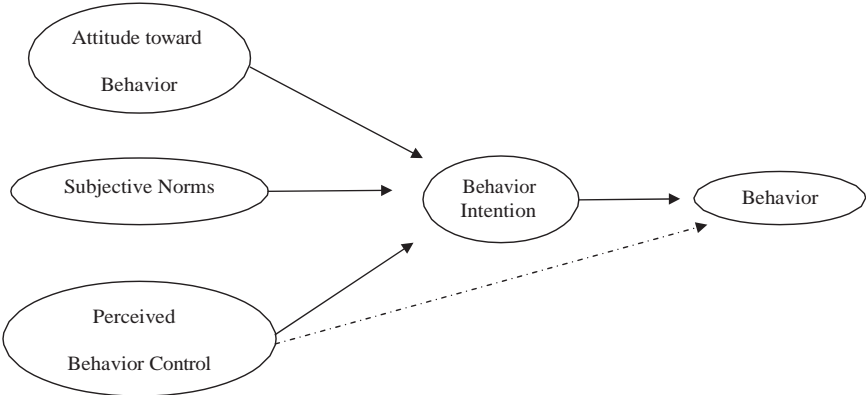 Attitude toward
Behavior
Subjective Norms
Behavior
Intention
Behavior
Perceived
Behavior Control